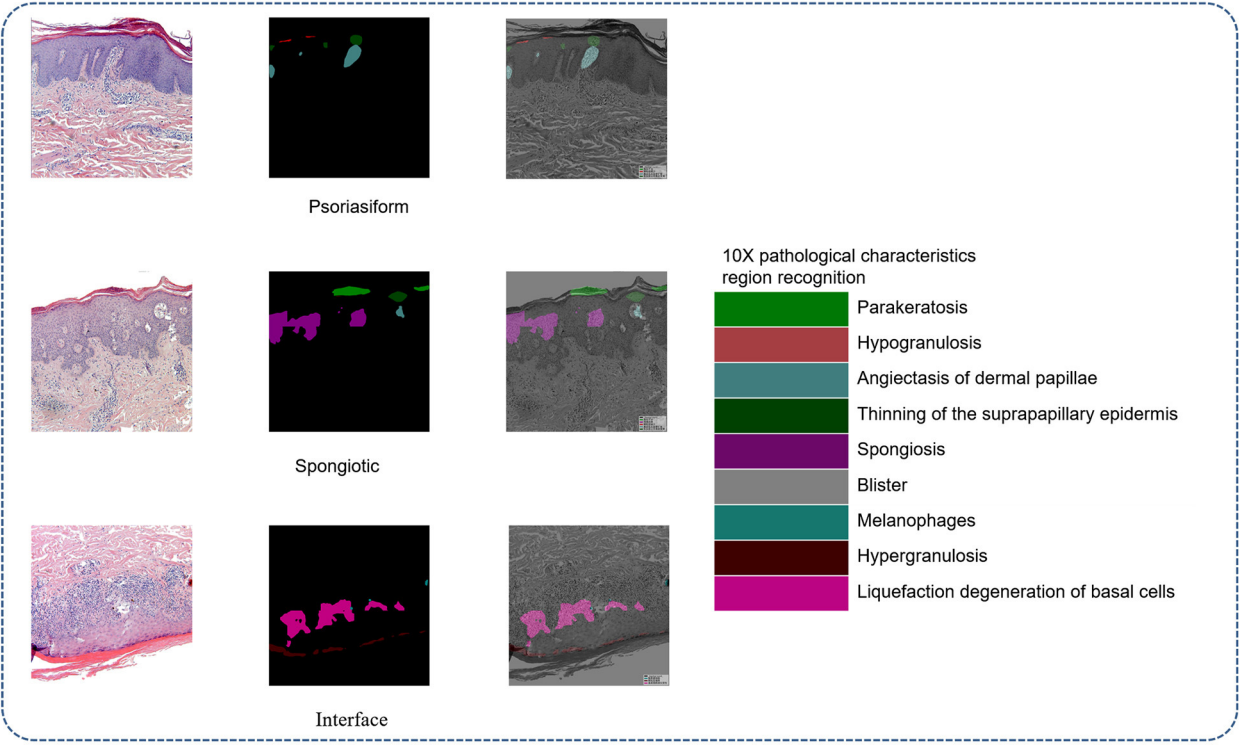 Psoriasiform
Spongiotic
Interface
10X pathological characteristics
region recognition
Parakeratosis
Hypogranulosis
Angiectasis of dermal papillae
Thinning of the suprapapillary epidermis
Spongiosis
Blister
Melanophages
Hypergranulosis
Liquefaction degeneration of basal cells